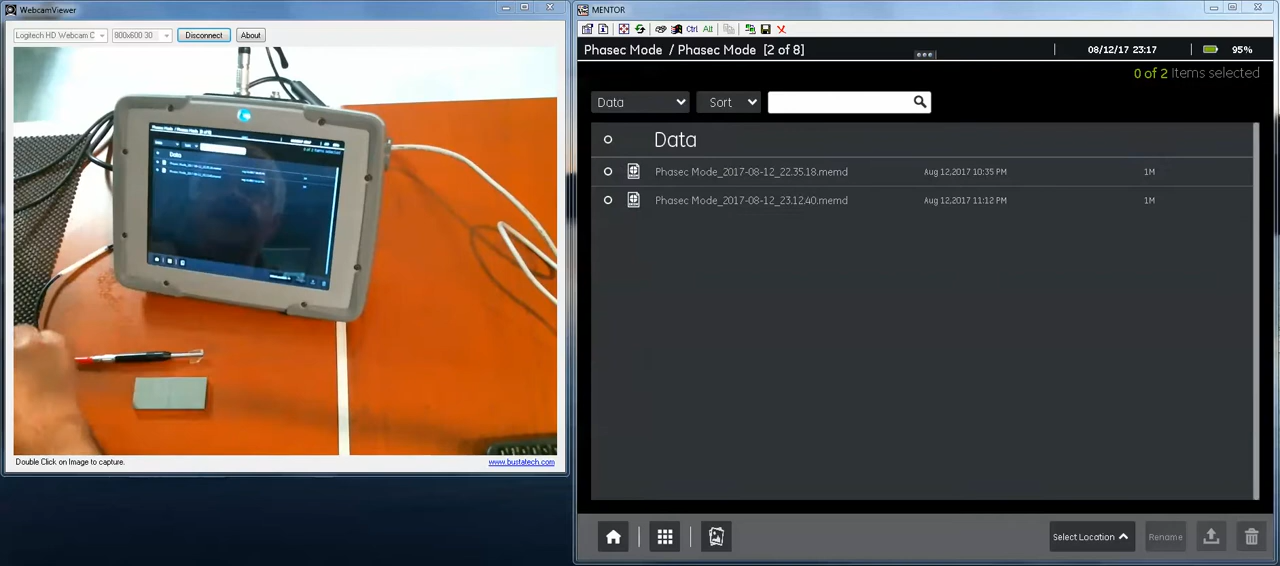 WebcamViewer
Logitech HD Webcam C
800x600 30
Disconnect
About
Double Click on Image to capture.
www.bustatech.com
MENTOR
Ctrl Alt
Phasec Mode / Phasec Mode [2 of 8]
08/12/17 23:17
95%
0 of 2 Items selected
Data
Sort
Data
Phasec Mode_2017-08-12_22.35.18.memd Aug 12,2017 10:35 PM 1M
Phasec Mode_2017-08-12_23.12.40.memd Aug 12,2017 11:12 PM 1M
Select Location
Rename